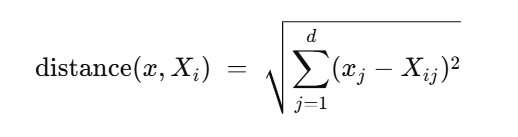 distance(x, X_i) = \sqrt{\sum_{j=1}^{d} (x_j − X_{ij})^2}